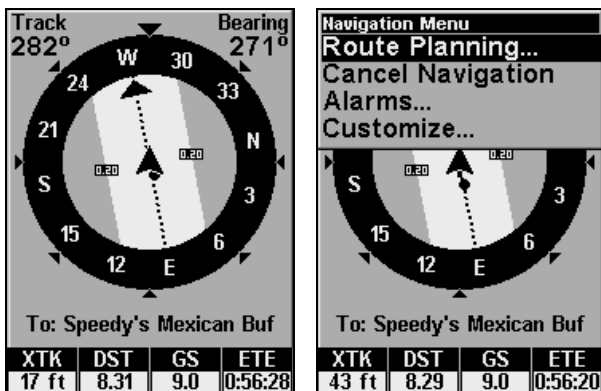 Track Bearing
282º 271º
W
24 30
33
21
N
0.20 0.20
S
3
15
6
12
E
To: Speedy's Mexican Buf
XTK DST GS ETE
17 ft 8.31 9.0 0:56:28
Navigation Menu
Route Planning...
Cancel Navigation
Alarms...
Customize...
0.20 0.20
S
3
15
6
12
E
To: Speedy's Mexican Buf
XTK DST GS ETE
43 ft 8.29 9.0 0:56:20